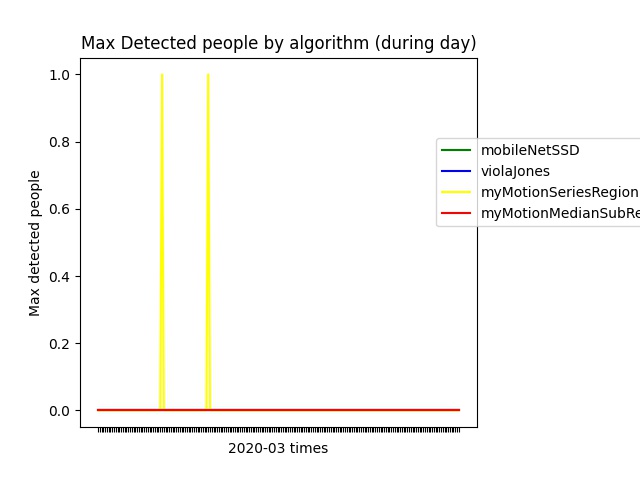 Max Detected people by algorithm (during day)
1.0
0.8
0.6
0.4
0.2
0.0
Max detected people
2020-03 times
mobileNetSSD
violaJones
myMotionSeriesRegion
myMotionMedianSubRe